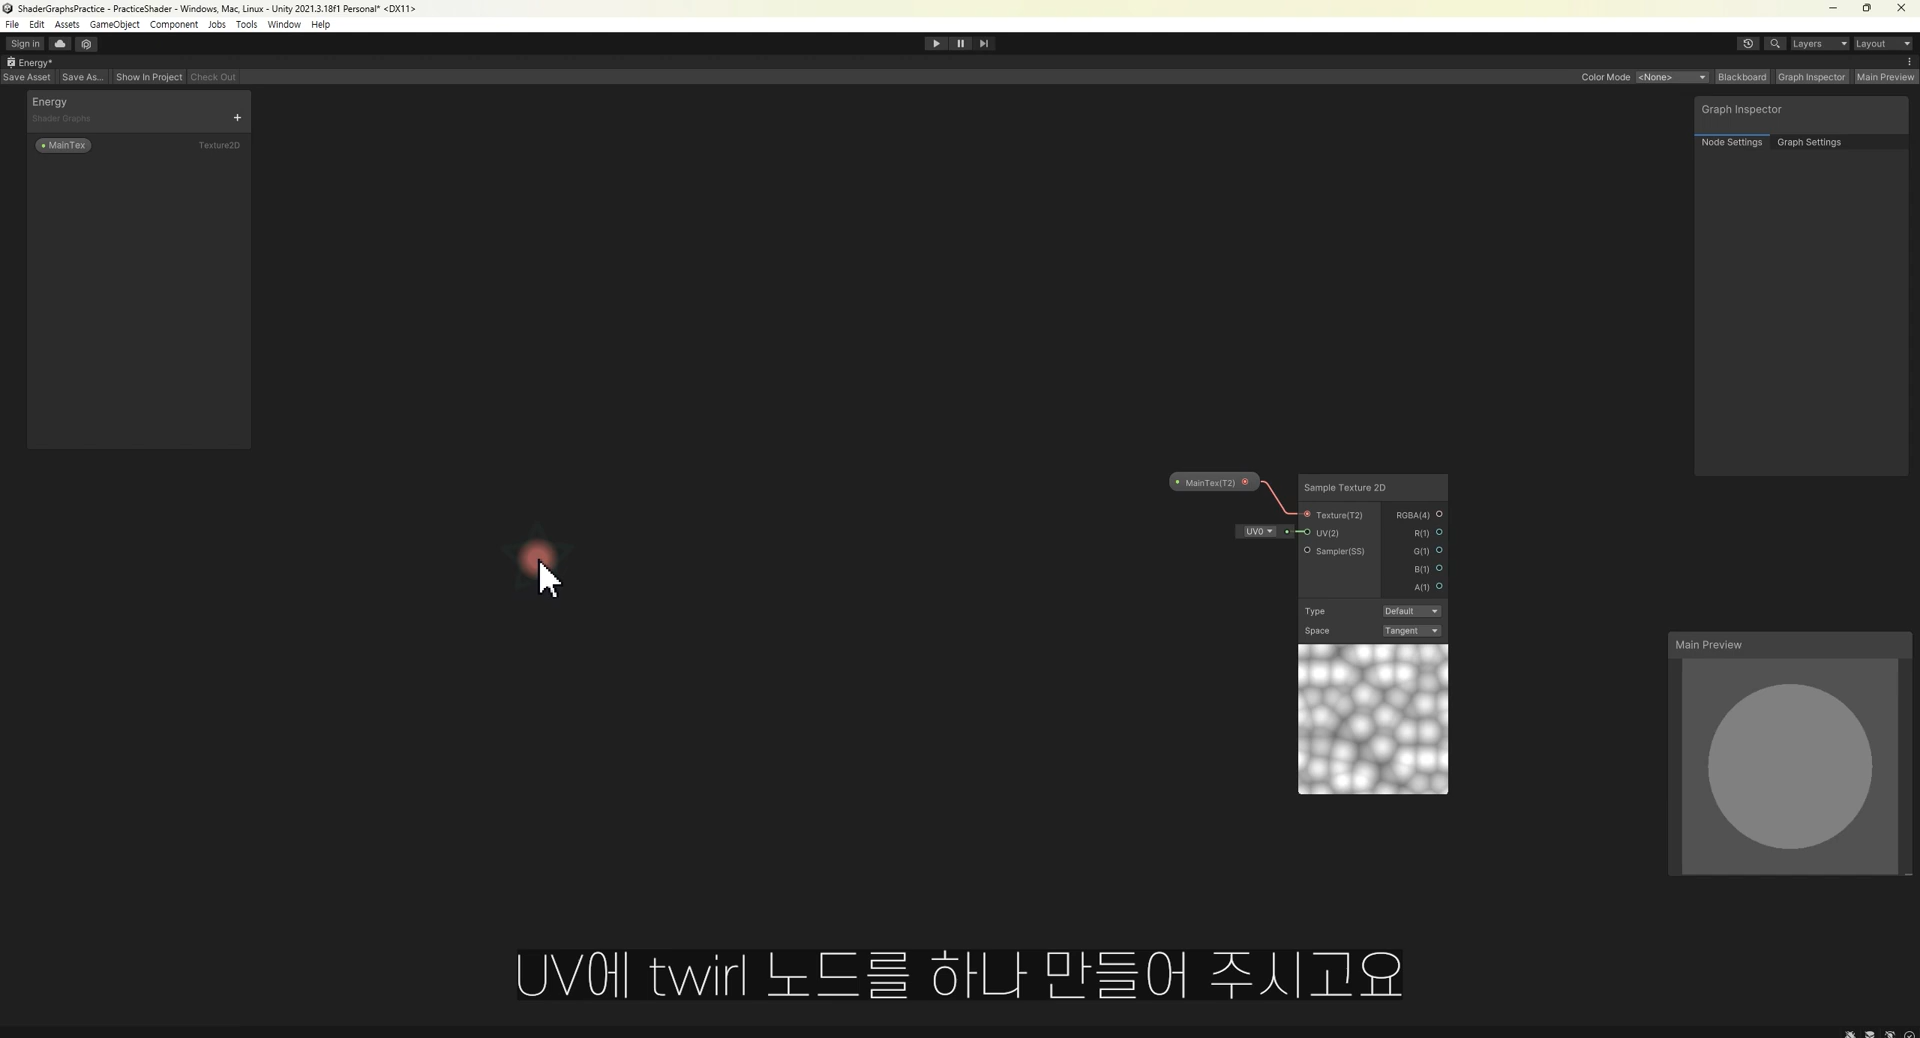 ShaderGraphsPractice - PracticeShader - Windows, Mac, Linux - Unity 2021.3.18f1 Personal* <DX11>
File Edit Assets GameObject Component Jobs Tools Window Help
Sign in
Layers
Layout
Energy*
Save Asset Save As... Show In Project Check Out
Color Mode <None> Blackboard Graph Inspector Main Preview
Energy
Shader Graphs
+
MainTex Texture2D
Graph Inspector
Node Settings Graph Settings
MainTex(T2)
Sample Texture 2D
Texture(T2) RGBA(4)
UV0 UV(2) R(1)
Sampler(SS) G(1)
B(1)
A(1)
Type Default
Space Tangent
Main Preview
UV에 twirl 노드를 하나 만들어 주시고요